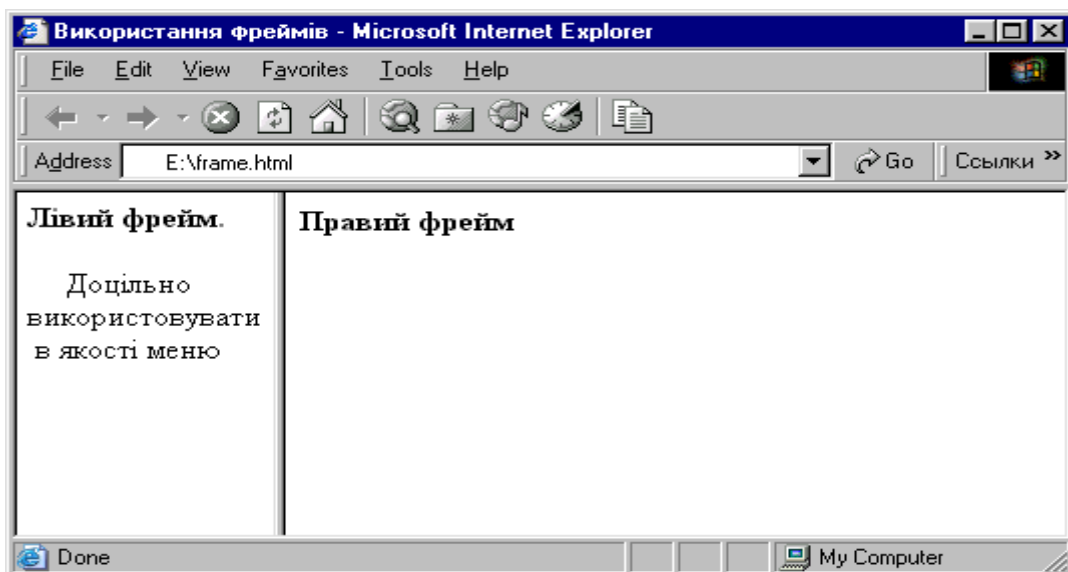 Використання фреймів - Microsoft Internet Explorer
File Edit View Favorites Tools Help
Address E:\frame.html Go Ссылки »
Лівий фрейм.
Правий фрейм
Доцільно
використовувати
в якості меню
Done My Computer